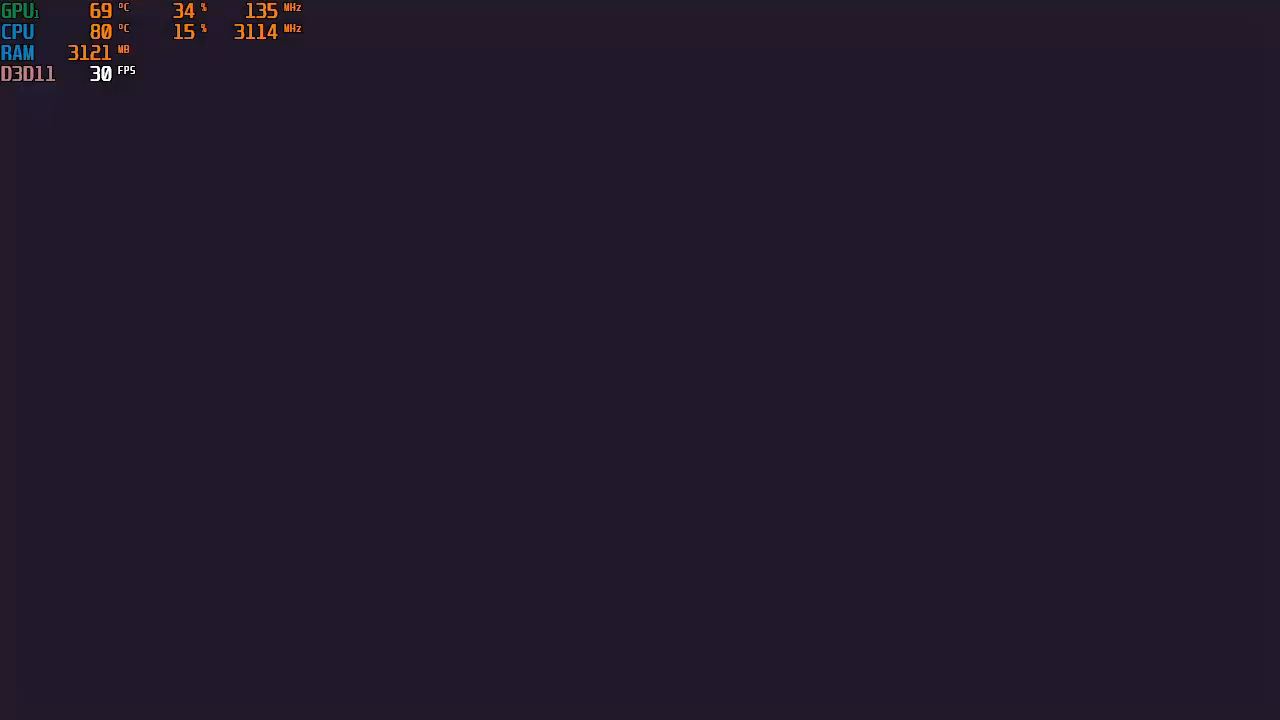 GPU1 69 °C 34 % 135 MHz
CPU 80 °C 15 % 3114 MHz
RAM 3121 MB
D3D11 30 FPS